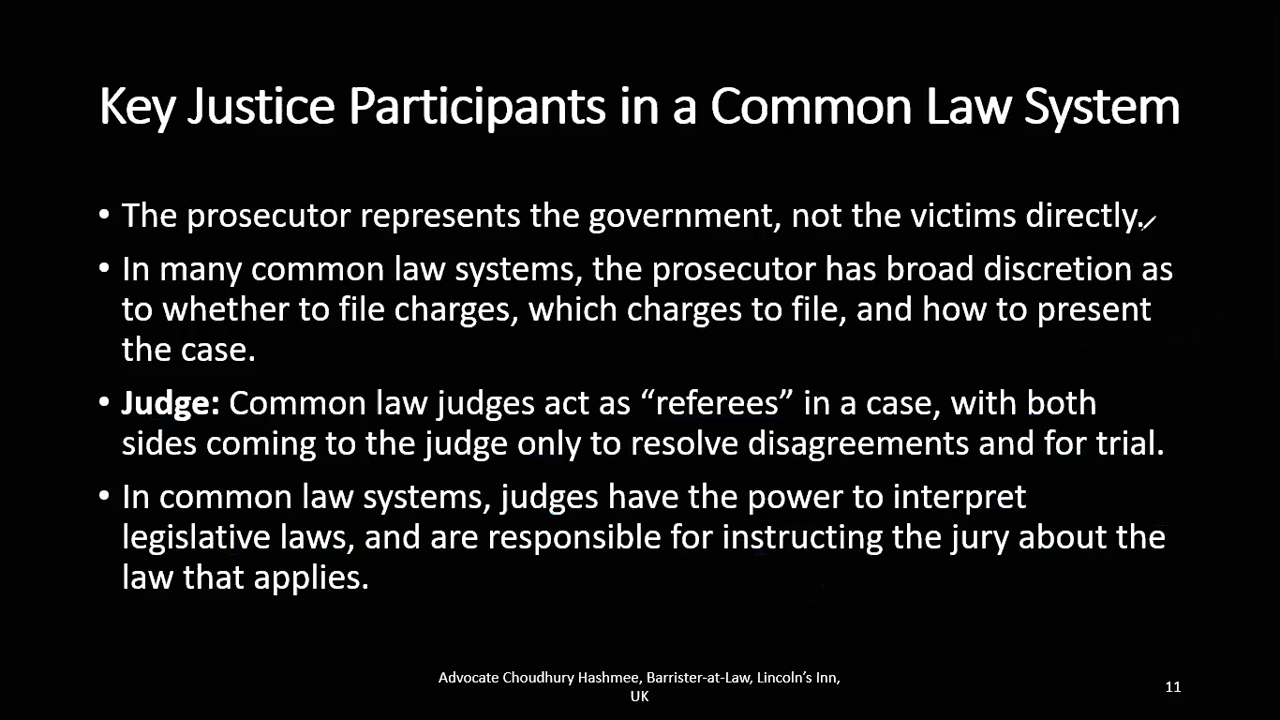 Key Justice Participants in a Common Law System
• The prosecutor represents the government, not the victims directly.
• In many common law systems, the prosecutor has broad discretion as
to whether to file charges, which charges to file, and how to present
the case.
• Judge: Common law judges act as “referees” in a case, with both
sides coming to the judge only to resolve disagreements and for trial.
• In common law systems, judges have the power to interpret
legislative laws, and are responsible for instructing the jury about the
law that applies.
Advocate Choudhury Hashmee, Barrister-at-Law, Lincoln’s Inn,
UK
11